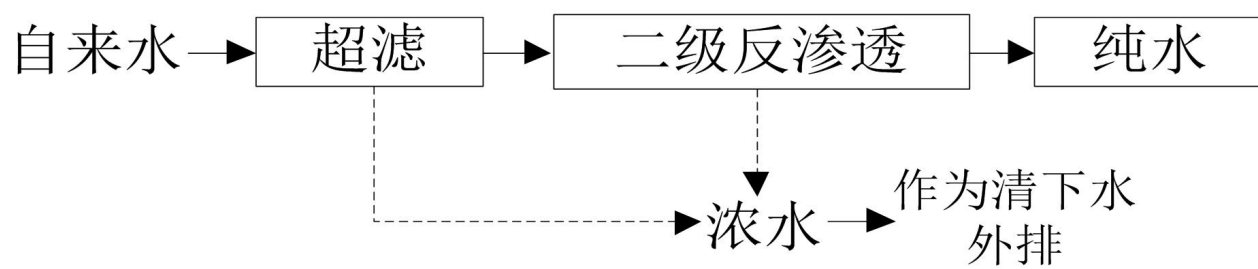 自来水
超滤
二级反渗透
纯水
浓水
作为清下水
外排